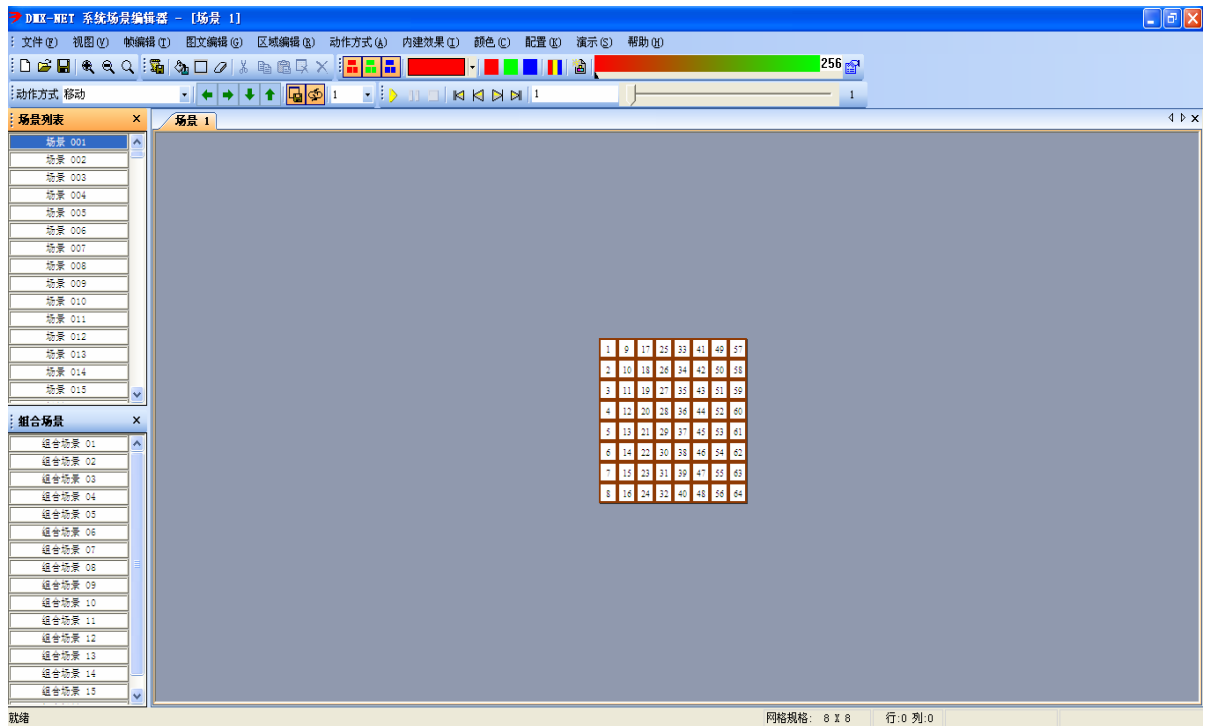 DMX-NET 系统场景编辑器 - [场景 1]
文件(F) 视图(V) 帧编辑(T) 图文编辑(G) 区域编辑(R) 动作方式(A) 内建效果(I) 颜色(C) 配置(K) 演示(S) 帮助(H)
256
动作方式 移动 1 1 1
场景列表
场景 1
场景 001
场景 002
场景 003
场景 004
场景 005
场景 006
场景 007
场景 008
场景 009
场景 010
场景 011
场景 012
场景 013
场景 014
场景 015
组合场景
组合场景 01
组合场景 02
组合场景 03
组合场景 04
组合场景 05
组合场景 06
组合场景 07
组合场景 08
组合场景 09
组合场景 10
组合场景 11
组合场景 12
组合场景 13
组合场景 14
组合场景 15
1 9 17 25 33 41 49 57
2 10 18 26 34 42 50 58
3 11 19 27 35 43 51 59
4 12 20 28 36 44 52 60
5 13 21 29 37 45 53 61
6 14 22 30 38 46 54 62
7 15 23 31 39 47 55 63
8 16 24 32 40 48 56 64
就绪
网格规格: 8 X 8 行:0 列:0